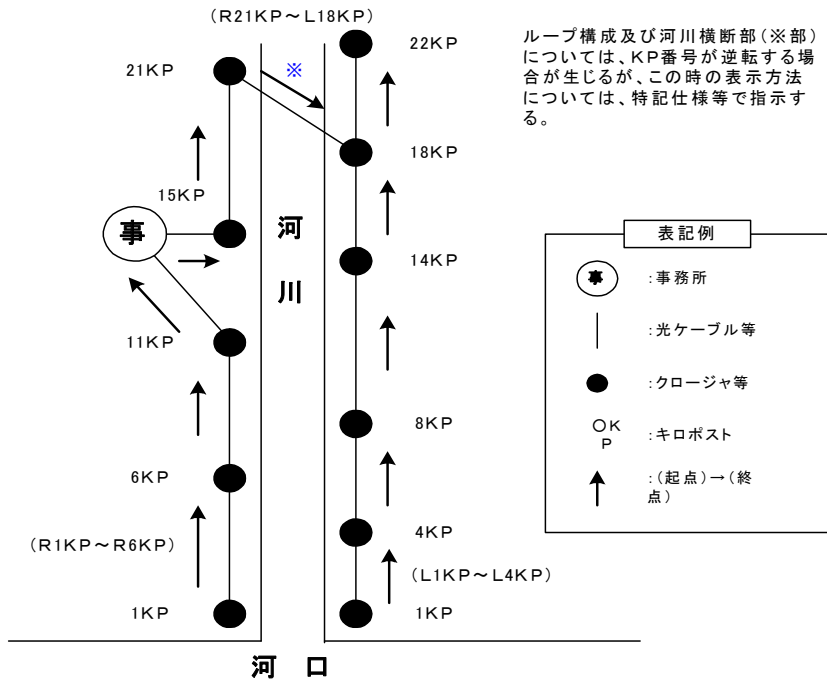 (R21KP～L18KP)
22KP
21KP
※
18KP
15KP
事
14KP
河
川
11KP
8KP
6KP
4KP
(R1KP～R6KP)
(L1KP～L4KP)
1KP
1KP
河 口
ループ構成及び河川横断部(※部)
については、KP番号が逆転する場
合が生じるが、この時の表示方法
については、特記仕様等で指示す
る。
表記例
事
:事務所
:光ケーブル等
:クロージャ等
○K
P
:キロポスト
:(起点)→(終
点)